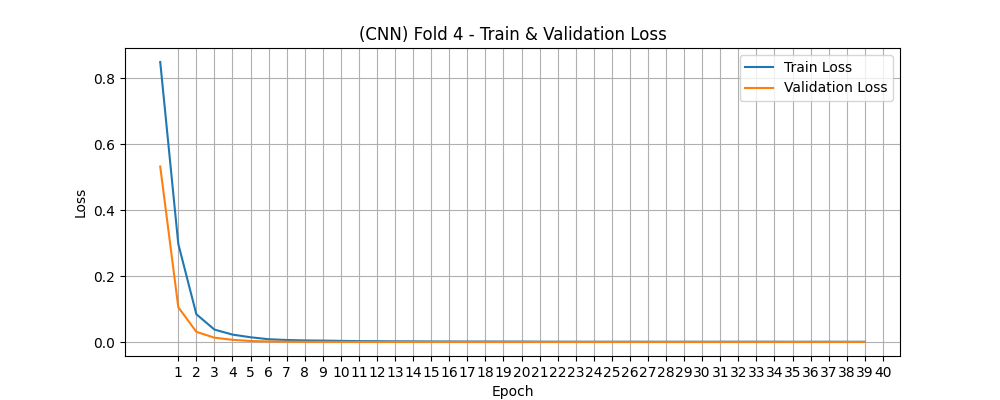 (CNN) Fold 4 - Train & Validation Loss
Train Loss
Validation Loss
Loss
0.8
0.6
0.4
0.2
0.0
1 2 3 4 5 6 7 8 9 10 11 12 13 14 15 16 17 18 19 20 21 22 23 24 25 26 27 28 29 30 31 32 33 34 35 36 37 38 39 40
Epoch